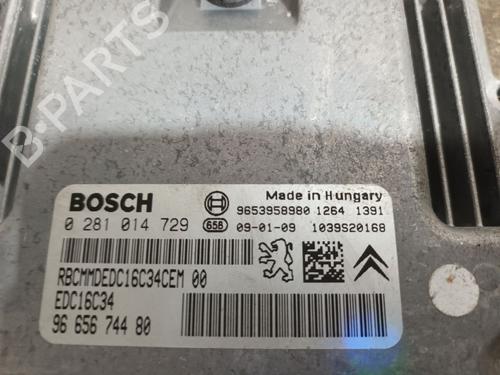 BOSCH
Made in Hungary
9653958980 1264 1391
0 281 014 729
656
09-01-09 1039S20168
RBCMMDEDC16C34CEM 00
EDC16C34
96 656 744 80
B-PARTS